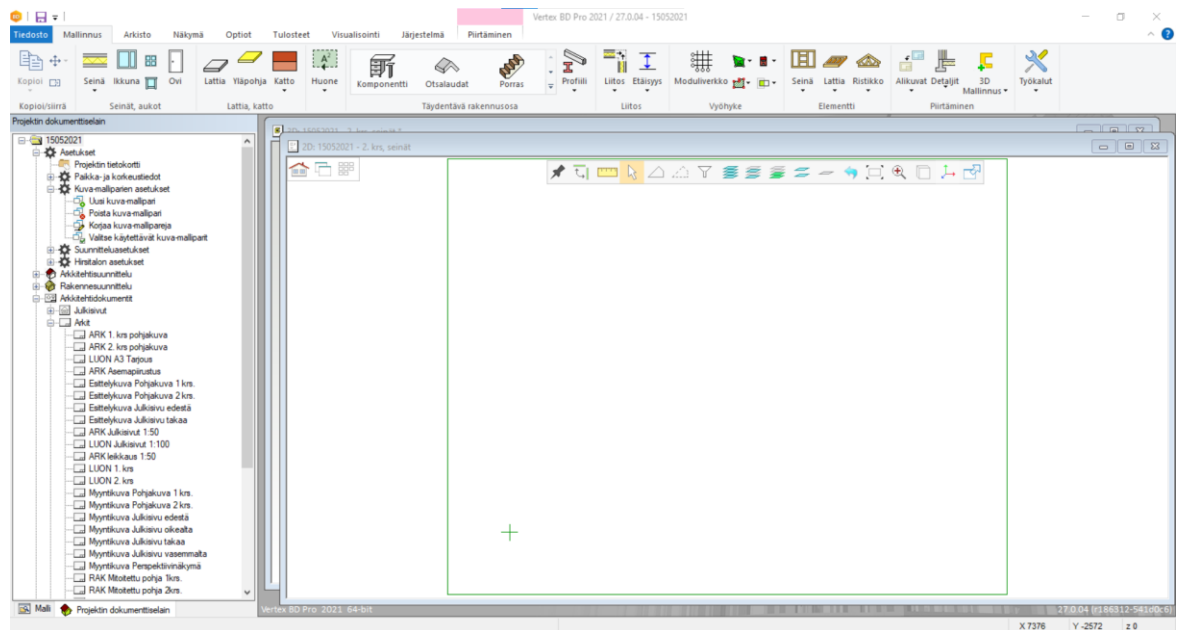 Vertex BD Pro 2021 / 27.0.04 - 15052021
Tiedosto Mallinnus Arkisto Näkymä Optiot Tulosteet Visualisointi Järjestelmä Piirtäminen
Kopioi Seinä Ikkuna Ovi Lattia Yläpohja Katto Huone Komponentti Otsalaudat Porras Profiili Liitos Etäisyys Moduliverkko Seinä Lattia Ristikko Alikuvat Detaljit 3D Mallinnus Työkalut
Kopioi/siirrä Seinät, aukot Lattia, katto Täydentävä rakennusosa Liitos Vyöhyke Elementti Piirtäminen
Projektin dokumenttiselain
15052021
2D: 15052021 - 2. krs, seinät
Asetukset
Projektin tietokortti
Paikka- ja korkeustiedot
Kuva-malliparien asetukset
Uusi kuva-mallipari
Poista kuva-mallipari
Korjaa kuva-mallipareja
Valitse käytettävät kuva-malliparit
Suunnitteluasetukset
Hirsitalon asetukset
Arkkitehtisuunnittelu
Rakennesuunnittelu
Arkkitehtidokumentit
Julkisivut
Arkit
ARK 1. krs pohjakuva
ARK 2. krs pohjakuva
LUON A3 Tarjous
ARK Asemapiirustus
Esittelykuva Pohjakuva 1 krs.
Esittelykuva Pohjakuva 2 krs.
Esittelykuva Julkisivu edestä
Esittelykuva Julkisivu takaa
ARK Julkisivut 1:50
LUON Julkisivut 1:100
ARK leikkaus 1:50
LUON 1. krs
LUON 2. krs
Myyntikuva Pohjakuva 1 krs.
Myyntikuva Pohjakuva 2 krs.
Myyntikuva Julkisivu edestä
Myyntikuva Julkisivu oikealta
Myyntikuva Julkisivu takaa
Myyntikuva Julkisivu vasemmalta
Myyntikuva Perspektiivinäkymä
RAK Mitoitettu pohja 1krs.
RAK Mitoitettu pohja 2krs.
Malli Projektin dokumenttiselain
Vertex BD Pro 2021 64-bit
27.0.04 (r186312-541d0c6)
X 7376 Y -2572 z 0